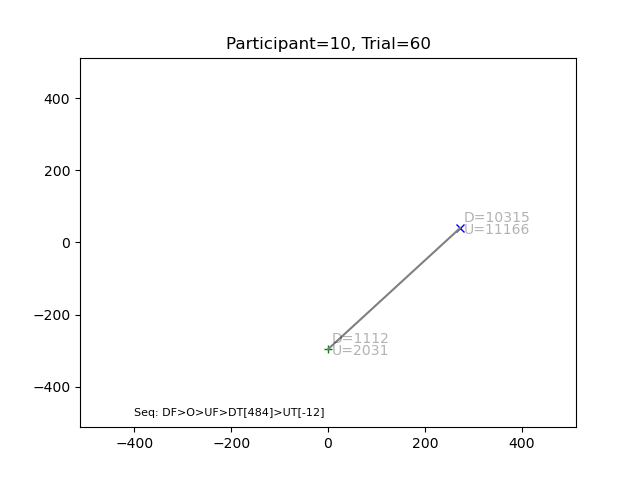 Participant=10, Trial=60
400
200
0
−200
−400
D=10315
U=11166
D=1112
U=2031
Seq: DF>O>UF>DT[484]>UT[-12]
−400
−200
0
200
400